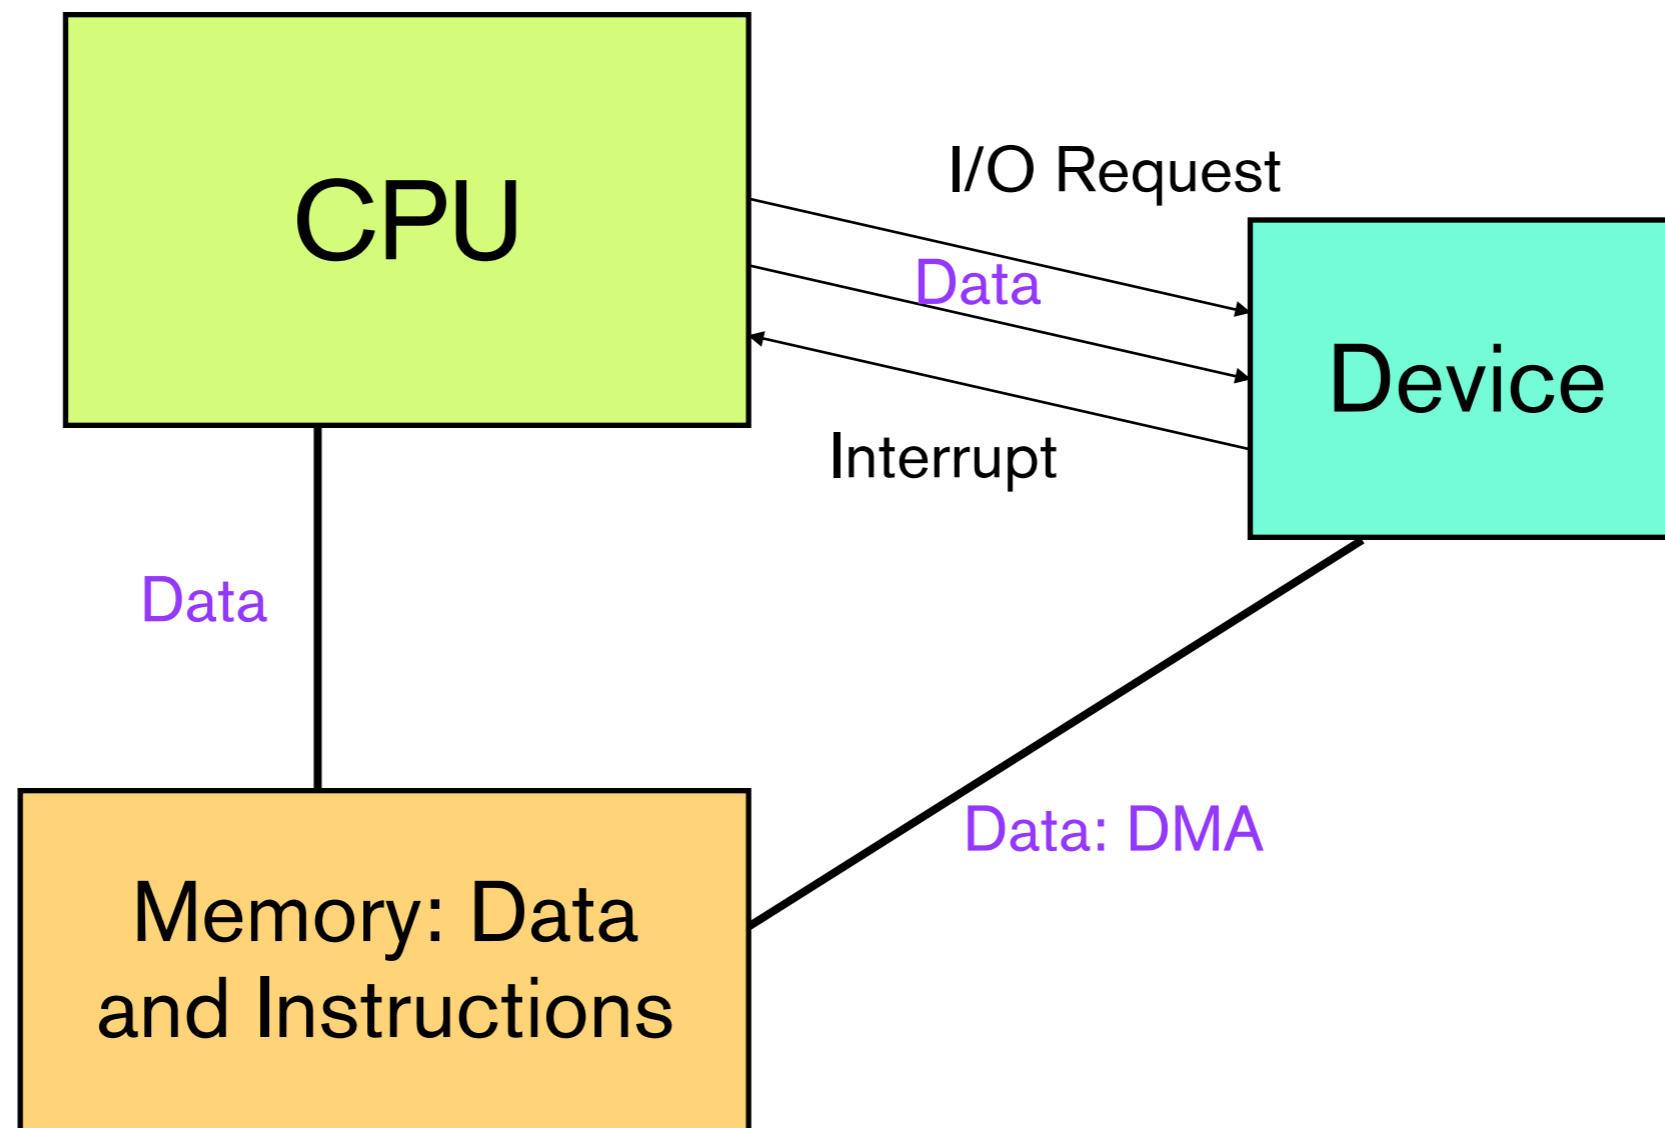 CPU
I/O Request
Data
Device
Interrupt
Data
Data: DMA
Memory: Data
and Instructions